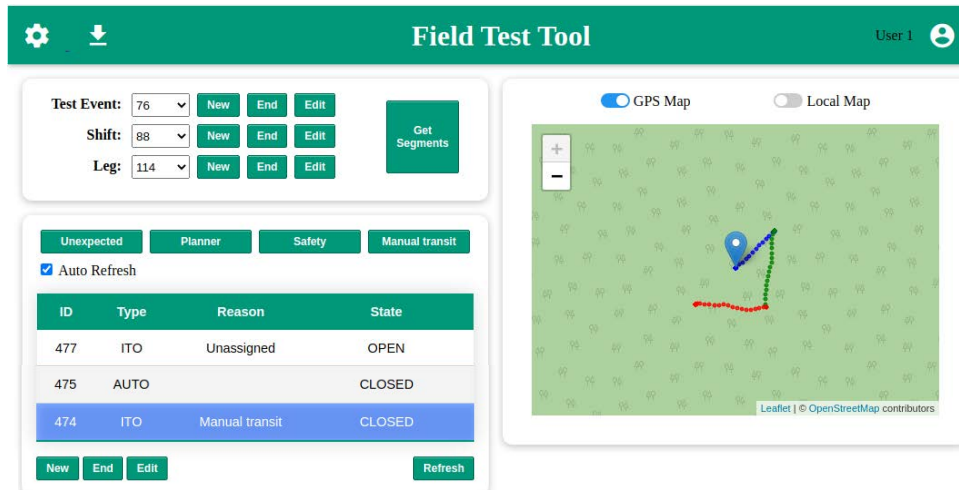 Field Test Tool
User 1
Test Event: 76 New End Edit
Shift: 88 New End Edit
Leg: 114 New End Edit
Get
Segments
Unexpected Planner Safety Manual transit
Auto Refresh
ID Type Reason State
477 ITO Unassigned OPEN
475 AUTO CLOSED
474 ITO Manual transit CLOSED
New End Edit Refresh
GPS Map Local Map
+
−
Leaflet | © OpenStreetMap contributors